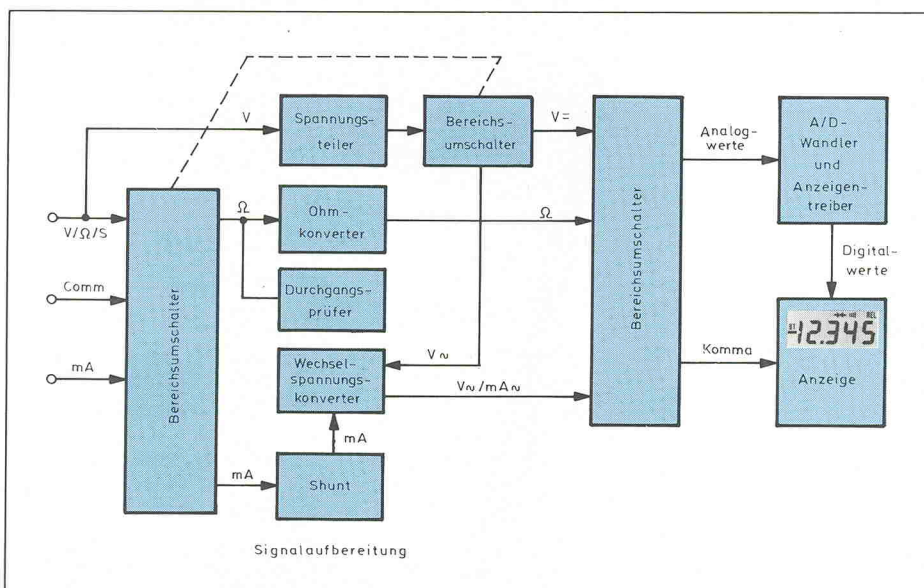 V
Spannungs-
teiler
Bereichs-
umschalter
V=
Analog-
werte
A/D-
Wandler
und
Anzeigen-
treiber
V/Ω/S
Ω
Ohm-
konverter
Ω
Digital-
werte
Comm
Durchgangs-
prüfer
mA
Bereichsumschalter
V~
Wechsel-
spannungs-
konverter
V~/mA~
Bereichsumschalter
Komma
BT
REL
-12.345
Anzeige
mA
mA
Shunt
Signalaufbereitung